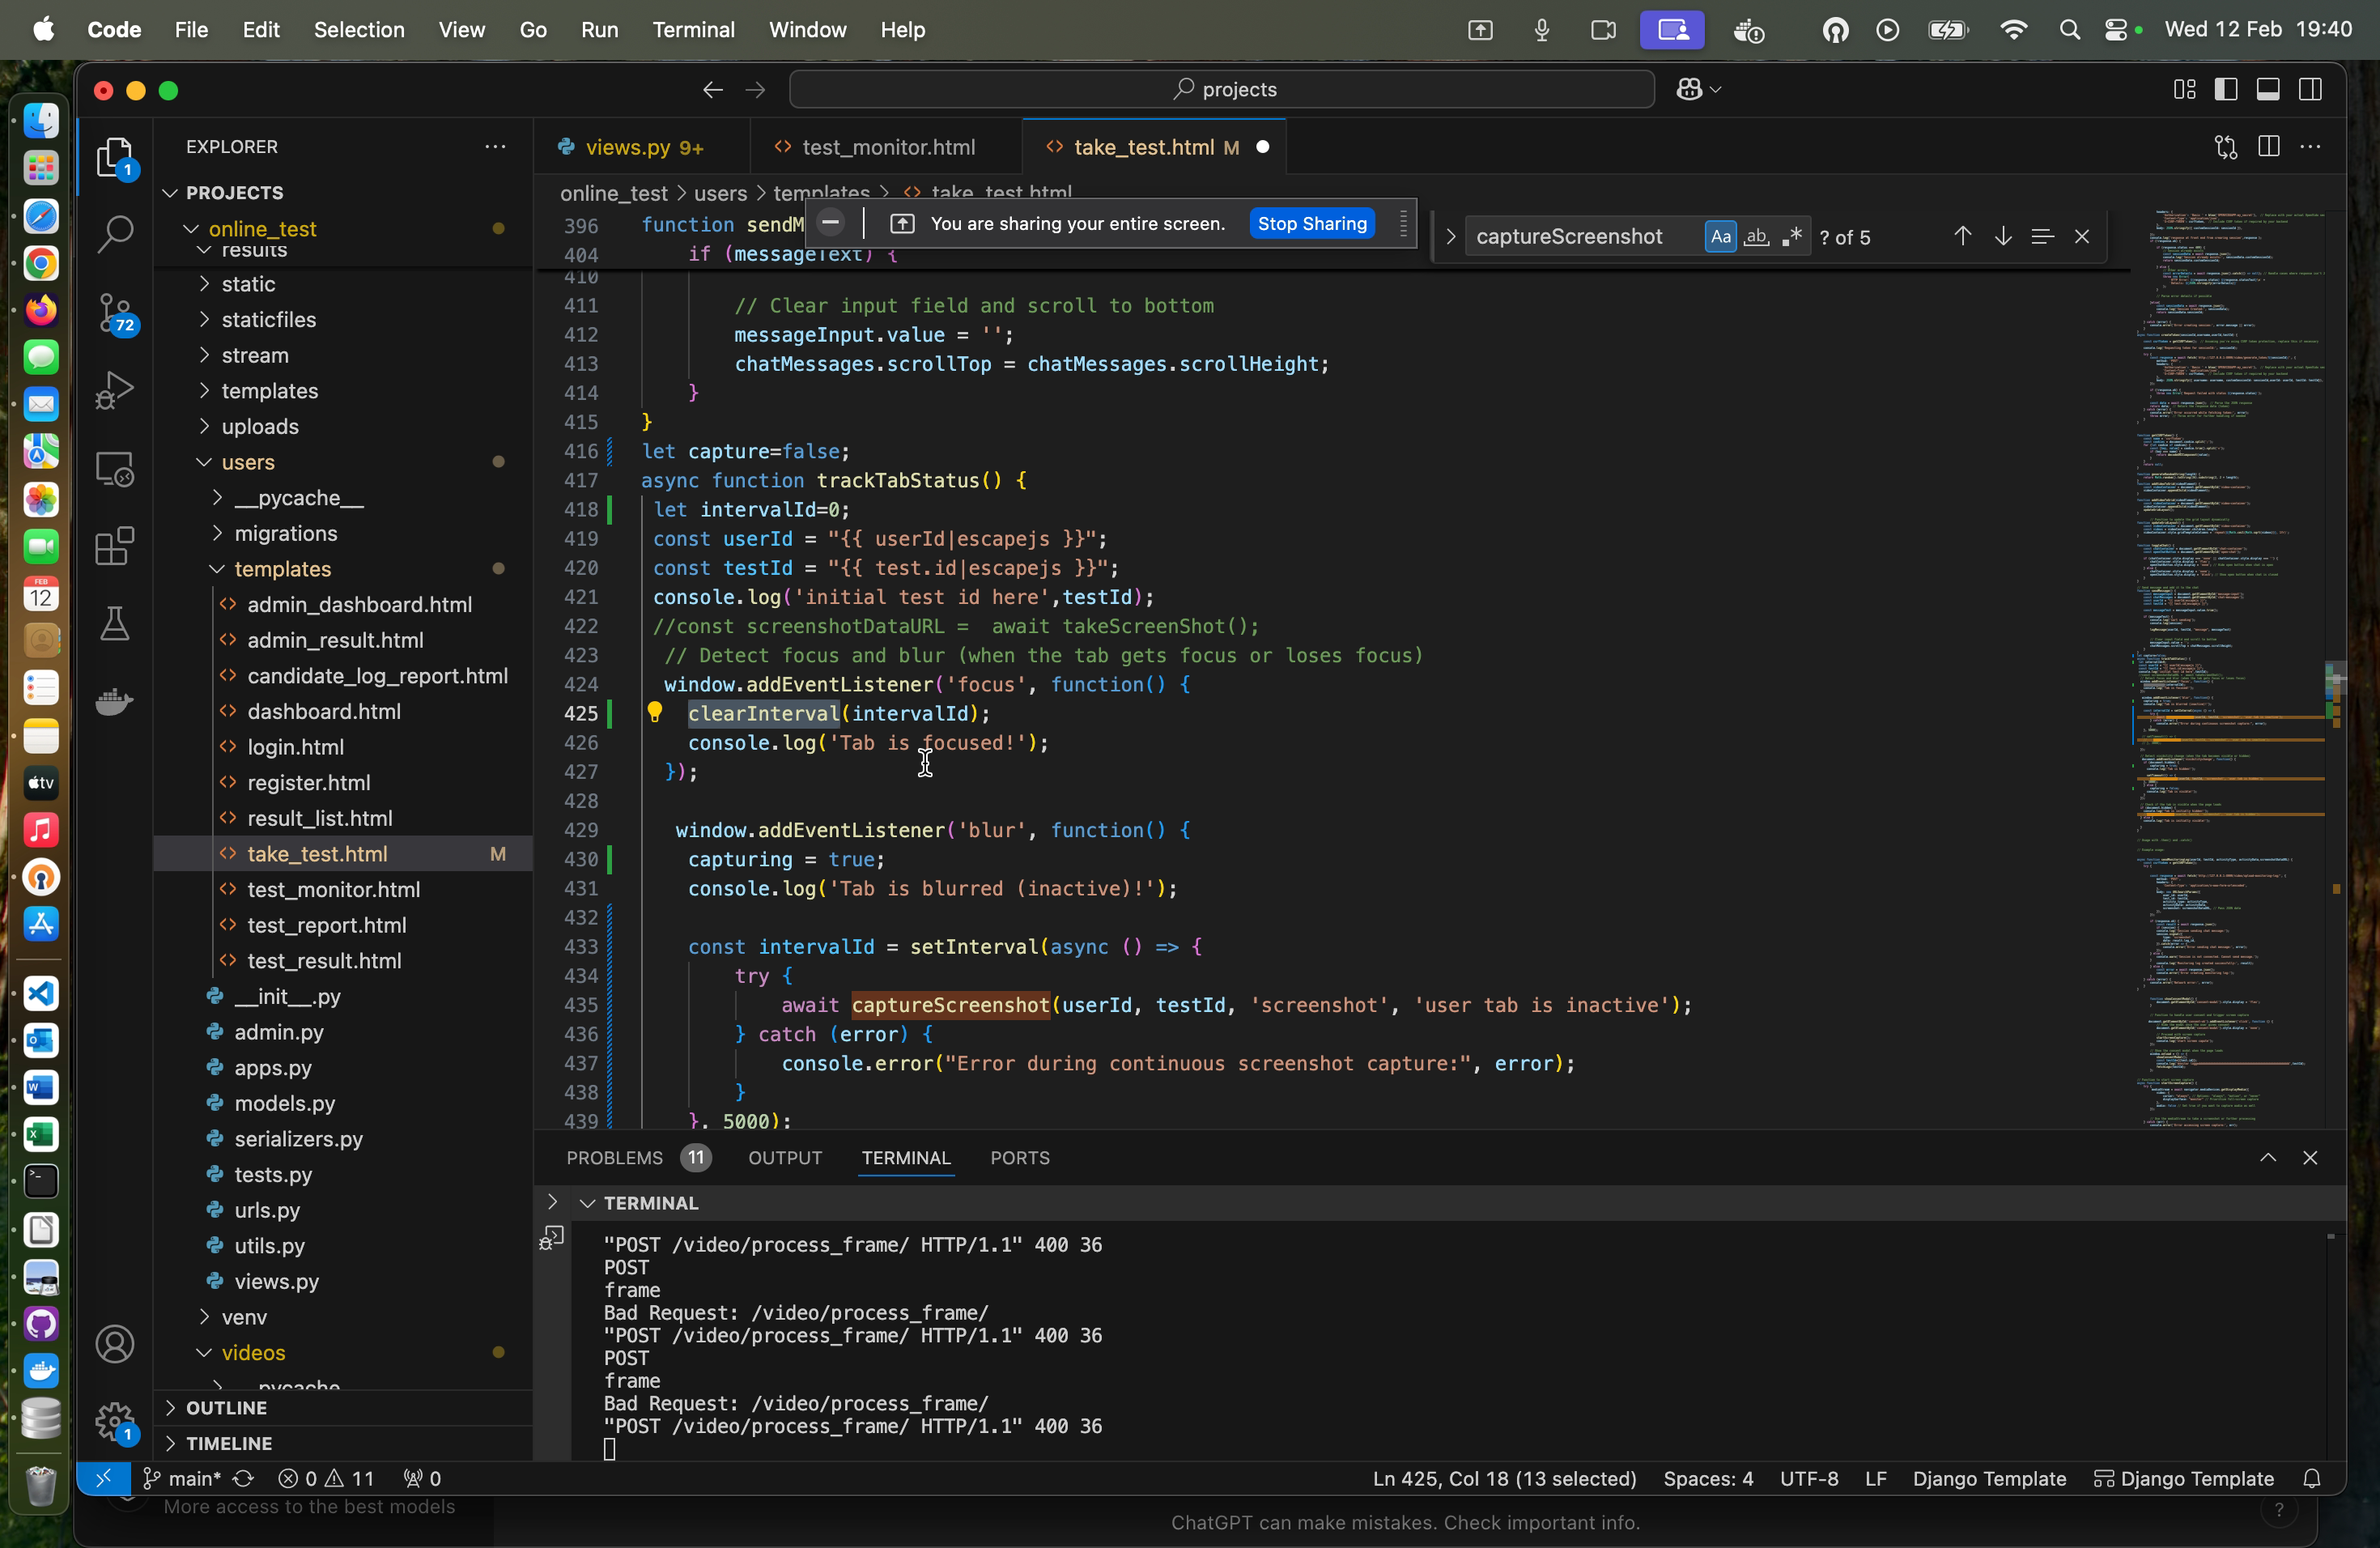 Code File Edit Selection View Go Run Terminal Window Help Wed 12 Feb 19:40
projects
EXPLORER
PROJECTS
online_test
results
static
staticfiles
stream
templates
uploads
users
__pycache__
migrations
templates
admin_dashboard.html
admin_result.html
candidate_log_report.html
dashboard.html
login.html
register.html
result_list.html
take_test.html M
test_monitor.html
test_report.html
test_result.html
__init__.py
admin.py
apps.py
models.py
serializers.py
tests.py
urls.py
utils.py
views.py
venv
videos
pycache
OUTLINE
TIMELINE
1
72
1
FEB
12
tv
views.py 9+ test_monitor.html take_test.html M
online_test > users > templates > take_test.html
You are sharing your entire screen. Stop Sharing
captureScreenshot Aa ab ? of 5
396 function sendM
404 if (messageText) {
410
411 // Clear input field and scroll to bottom
412 messageInput.value = '';
413 chatMessages.scrollTop = chatMessages.scrollHeight;
414 }
415 }
416 let capture=false;
417 async function trackTabStatus() {
418 let intervalId=0;
419 const userId = "{{ userId|escapejs }}";
420 const testId = "{{ test.id|escapejs }}";
421 console.log('initial test id here',testId);
422 //const screenshotDataURL =  await takeScreenShot();
423 // Detect focus and blur (when the tab gets focus or loses focus)
424 window.addEventListener('focus', function() {
425 clearInterval(intervalId);
426 console.log('Tab is focused!');
427 });
428
429 window.addEventListener('blur', function() {
430 capturing = true;
431 console.log('Tab is blurred (inactive)!');
432
433 const intervalId = setInterval(async () => {
434 try {
435 await captureScreenshot(userId, testId, 'screenshot', 'user tab is inactive');
436 } catch (error) {
437 console.error("Error during continuous screenshot capture:", error);
438 }
439 }, 5000);
PROBLEMS 11 OUTPUT TERMINAL PORTS
TERMINAL
"POST /video/process_frame/ HTTP/1.1" 400 36
POST
frame
Bad Request: /video/process_frame/
"POST /video/process_frame/ HTTP/1.1" 400 36
POST
frame
Bad Request: /video/process_frame/
"POST /video/process_frame/ HTTP/1.1" 400 36
main* 0 11 0 Ln 425, Col 18 (13 selected) Spaces: 4 UTF-8 LF Django Template Django Template
More access to the best models
ChatGPT can make mistakes. Check important info.
?